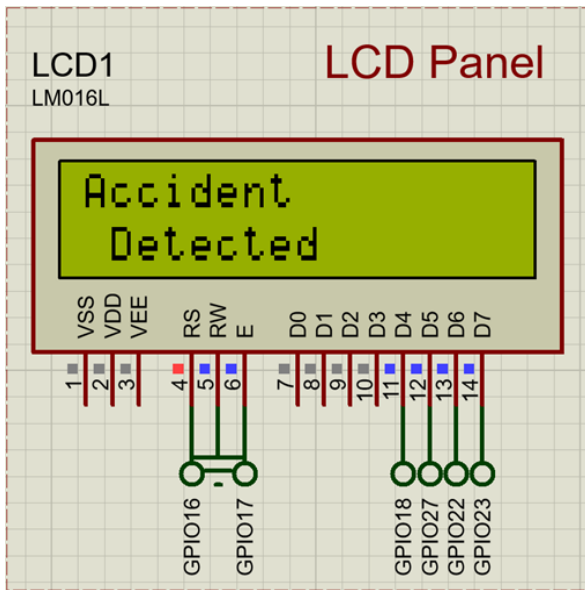 LCD1
LCD Panel
LM016L
Accident
Detected
VSS
VDD
VEE
RS
RW
E
D0
D1
D2
D3
D4
D5
D6
D7
1
2
3
4
5
6
7
8
9
10
11
12
13
14
GPIO16
GPIO17
GPIO18
GPIO27
GPIO22
GPIO23